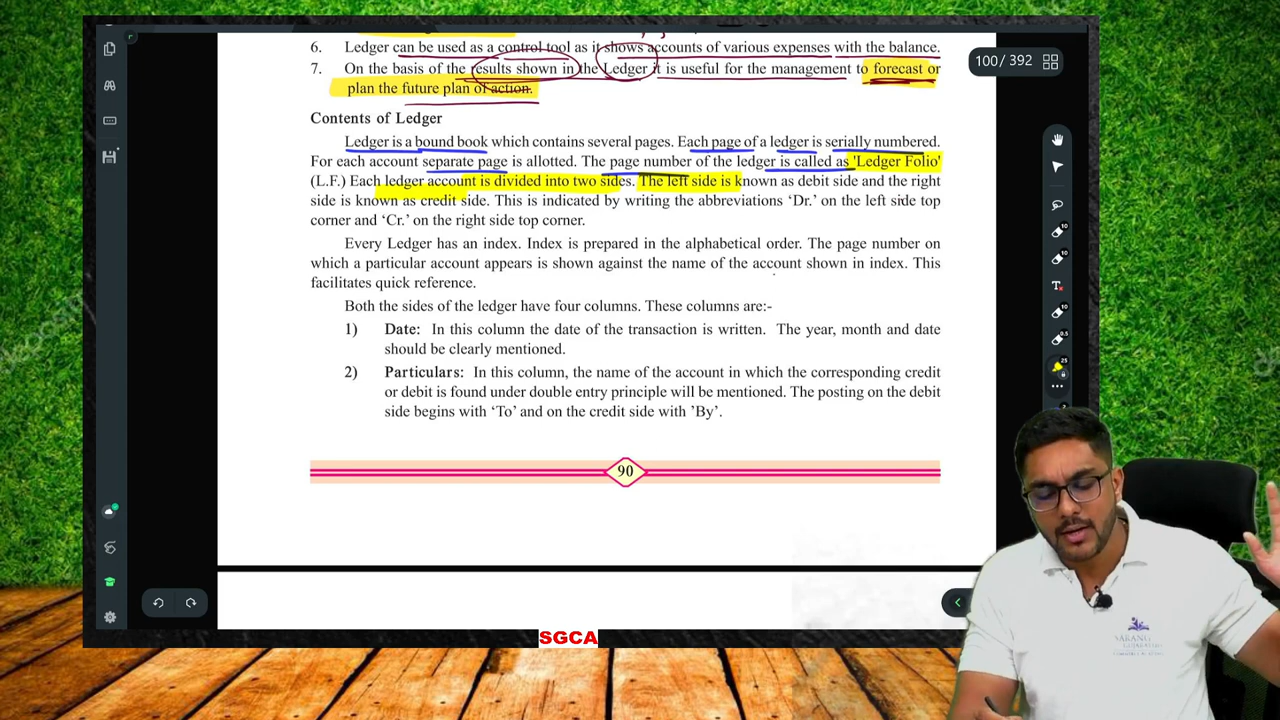 6. Ledger can be used as a control tool as it shows accounts of various expenses with the balance.
7. On the basis of the results shown in the Ledger it is useful for the management to forecast or
plan the future plan of action.
100 / 392
Contents of Ledger
Ledger is a bound book which contains several pages. Each page of a ledger is serially numbered.
For each account separate page is allotted. The page number of the ledger is called as 'Ledger Folio'
(L.F.) Each ledger account is divided into two sides. The left side is known as debit side and the right
side is known as credit side. This is indicated by writing the abbreviations ‘Dr.’ on the left side top
corner and ‘Cr.’ on the right side top corner.
Every Ledger has an index. Index is prepared in the alphabetical order. The page number on
which a particular account appears is shown against the name of the account shown in index. This
facilitates quick reference.
Both the sides of the ledger have four columns. These columns are:-
1) Date: In this column the date of the transaction is written. The year, month and date
should be clearly mentioned.
2) Particulars: In this column, the name of the account in which the corresponding credit
or debit is found under double entry principle will be mentioned. The posting on the debit
side begins with ‘To’ and on the credit side with ’By’.
90
10
10
T
10
0.5
25
SARANG
SGCA